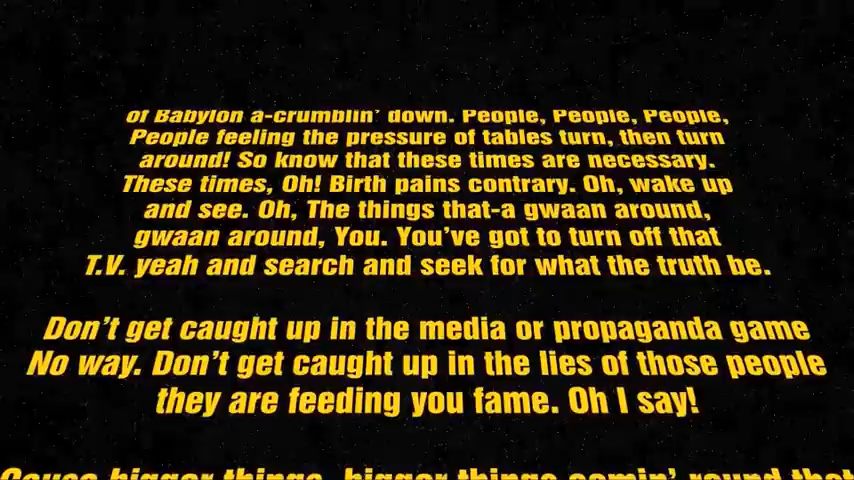 of Babylon a-crumblin' down. People, People, People,
People feeling the pressure of tables turn, then turn
around! So know that these times are necessary.
These times, Oh! Birth pains contrary. Oh, wake up
and see. Oh, The things that-a gwaan around,
gwaan around, You. You've got to turn off that
T.V. yeah and search and seek for what the truth be.
Don't get caught up in the media or propaganda game
No way. Don't get caught up in the lies of those people
they are feeding you fame. Oh I say!
Cause bigger things, bigger things comin' round that